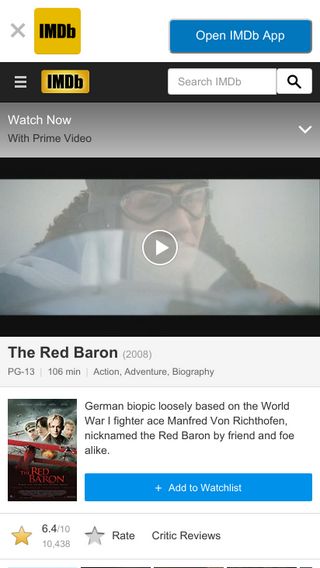 IMDb
Open IMDb App
IMDb
Search IMDb
Watch Now
With Prime Video
The Red Baron (2008)
PG-13 | 106 min | Action, Adventure, Biography
THE RED BARON
German biopic loosely based on the World
War I fighter ace Manfred Von Richthofen,
nicknamed the Red Baron by friend and foe
alike.
+ Add to Watchlist
6.4/10
10,438
Rate
Critic Reviews